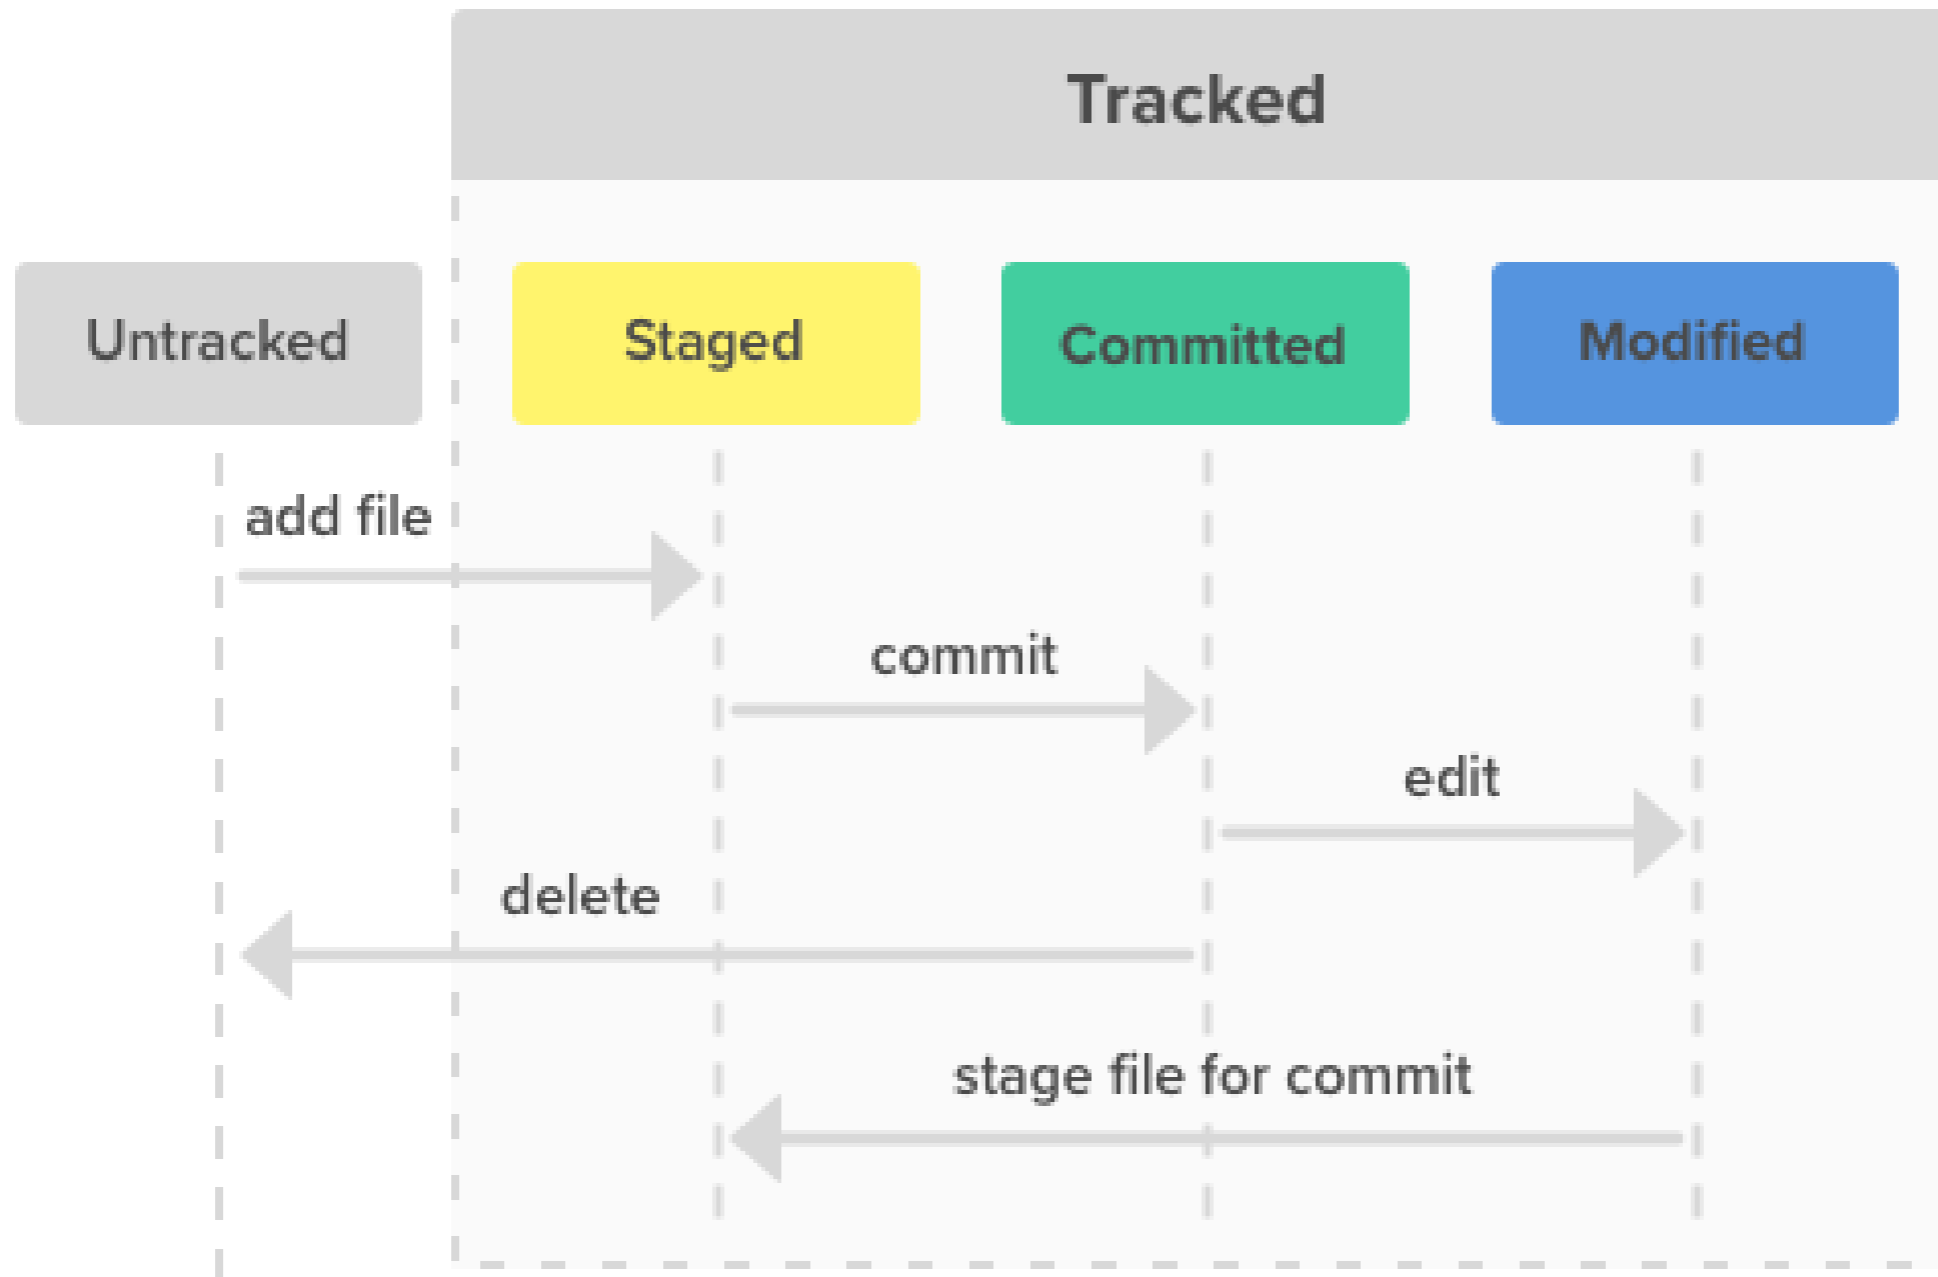 Tracked
Untracked
Staged
Committed
Modified
add file
commit
edit
delete
stage file for commit